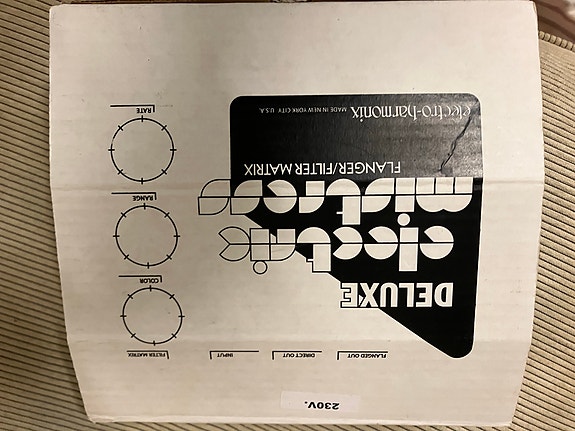 230V.
FLANGED OUT DIRECT OUT INPUT FILTER MATRIX
DELUXE
electric
mistress
FLANGER/FILTER MATRIX
electro-harmonix MADE IN NEW YORK CITY U.S.A.
COLOR
RANGE
RATE